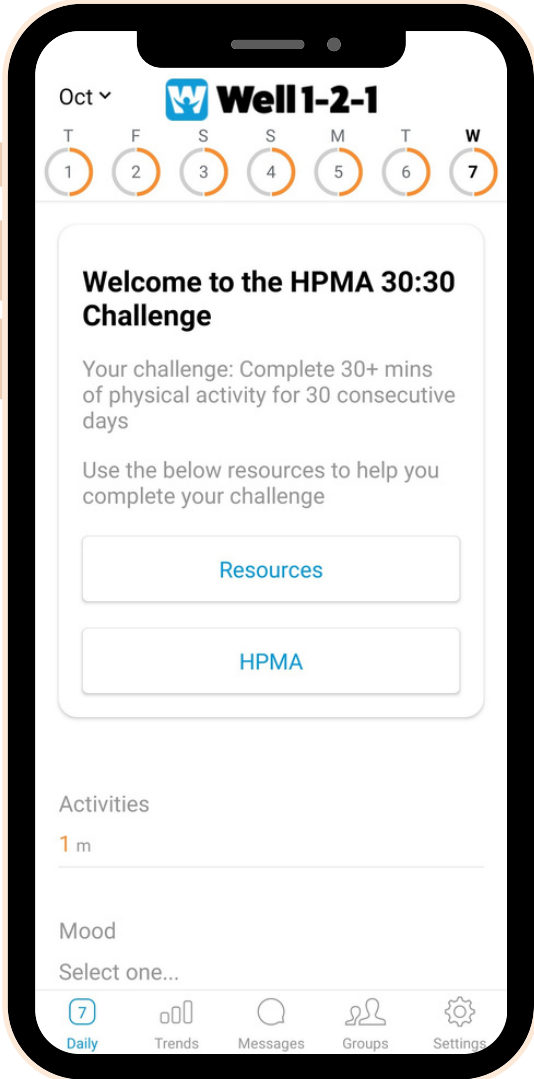 Oct
Well 1-2-1
T F S S M T W
1 2 3 4 5 6 7
Welcome to the HPMA 30:30
Challenge
Your challenge: Complete 30+ mins
of physical activity for 30 consecutive
days
Use the below resources to help you
complete your challenge
Resources
HPMA
Activities
1 m
Mood
Select one...
7
Daily Trends Messages Groups Settings